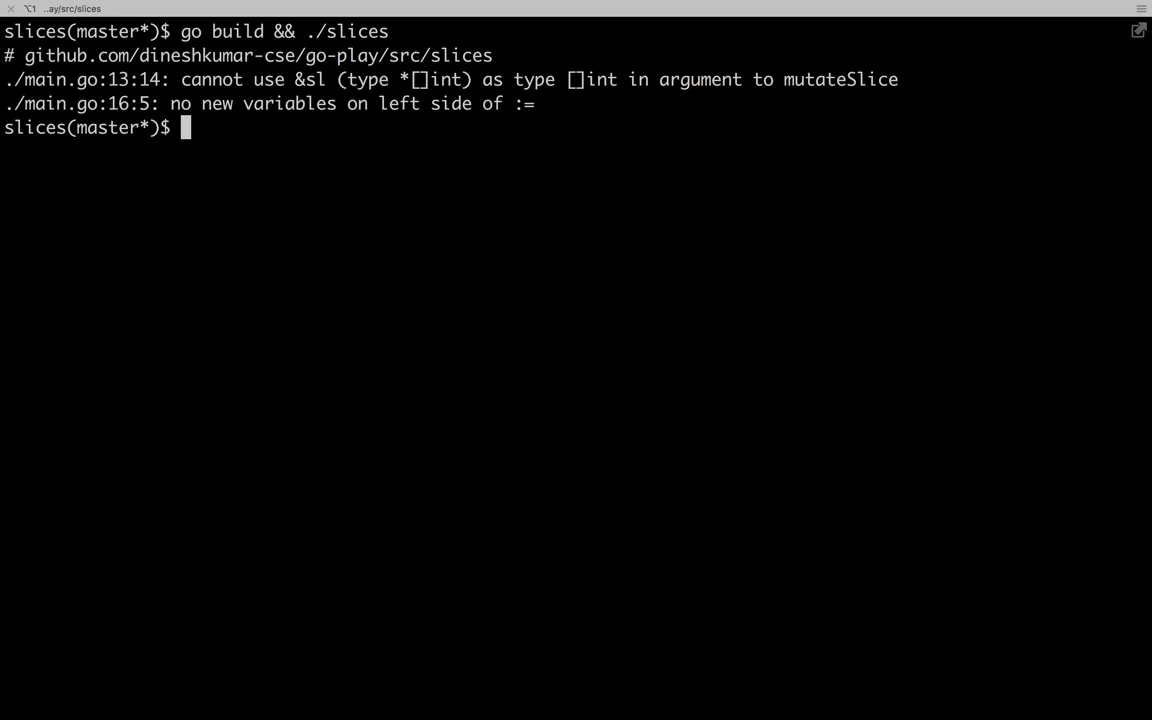 ⌥1 ..ay/src/slices
slices(master*)$ go build && ./slices
# github.com/dineshkumar-cse/go-play/src/slices
./main.go:13:14: cannot use &sl (type *[]int) as type []int in argument to mutateSlice
./main.go:16:5: no new variables on left side of :=
slices(master*)$